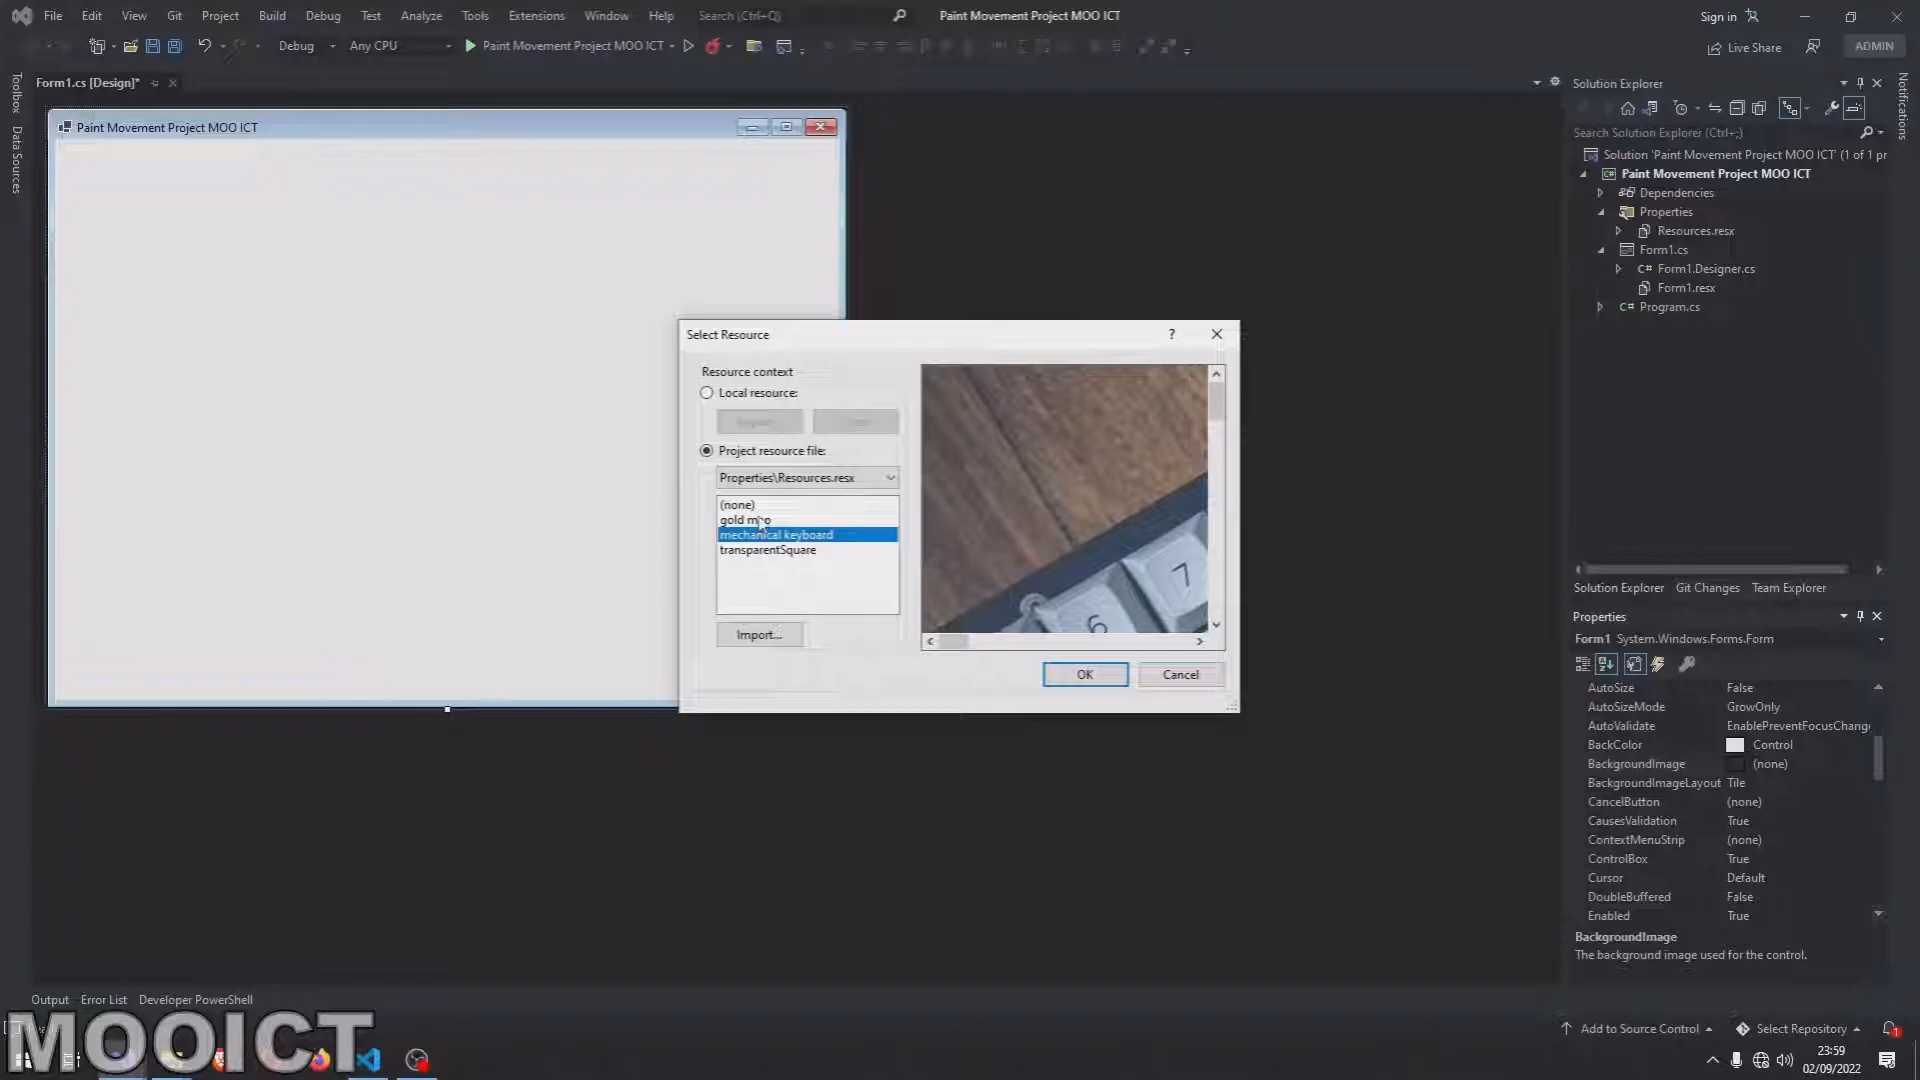 File Edit View Git Project Build Debug Test Analyze Tools Extensions Window Help Search (Ctrl+Q) Paint Movement Project MOO ICT Sign in
Debug Any CPU Paint Movement Project MOO ICT Live Share ADMIN
Toolbox
Data Sources
Form1.cs [Design]*
Paint Movement Project MOO ICT
Select Resource
?
Resource context
Local resource:
Project resource file:
Properties\Resources.resx
(none)
gold
mechanical keyboard
transparentSquare
Import...
6
7
OK
Cancel
Solution Explorer
Notifications
Search Solution Explorer (Ctrl+;)
Solution 'Paint Movement Project MOO ICT' (1 of 1 pr
Paint Movement Project MOO ICT
Dependencies
Properties
Resources.resx
Form1.cs
C# Form1.Designer.cs
Form1.resx
C# Program.cs
Solution Explorer Git Changes Team Explorer
Properties
Form1 System.Windows.Forms.Form
AutoSize False
AutoSizeMode GrowOnly
AutoValidate EnablePreventFocusChang
BackColor Control
BackgroundImage (none)
BackgroundImageLayout Tile
CancelButton (none)
CausesValidation True
ContextMenuStrip (none)
ControlBox True
Cursor Default
DoubleBuffered False
Enabled True
BackgroundImage
The background image used for the control.
Output Error List Developer PowerShell
MOOICT
Add to Source Control Select Repository 1
23:59
02/09/2022